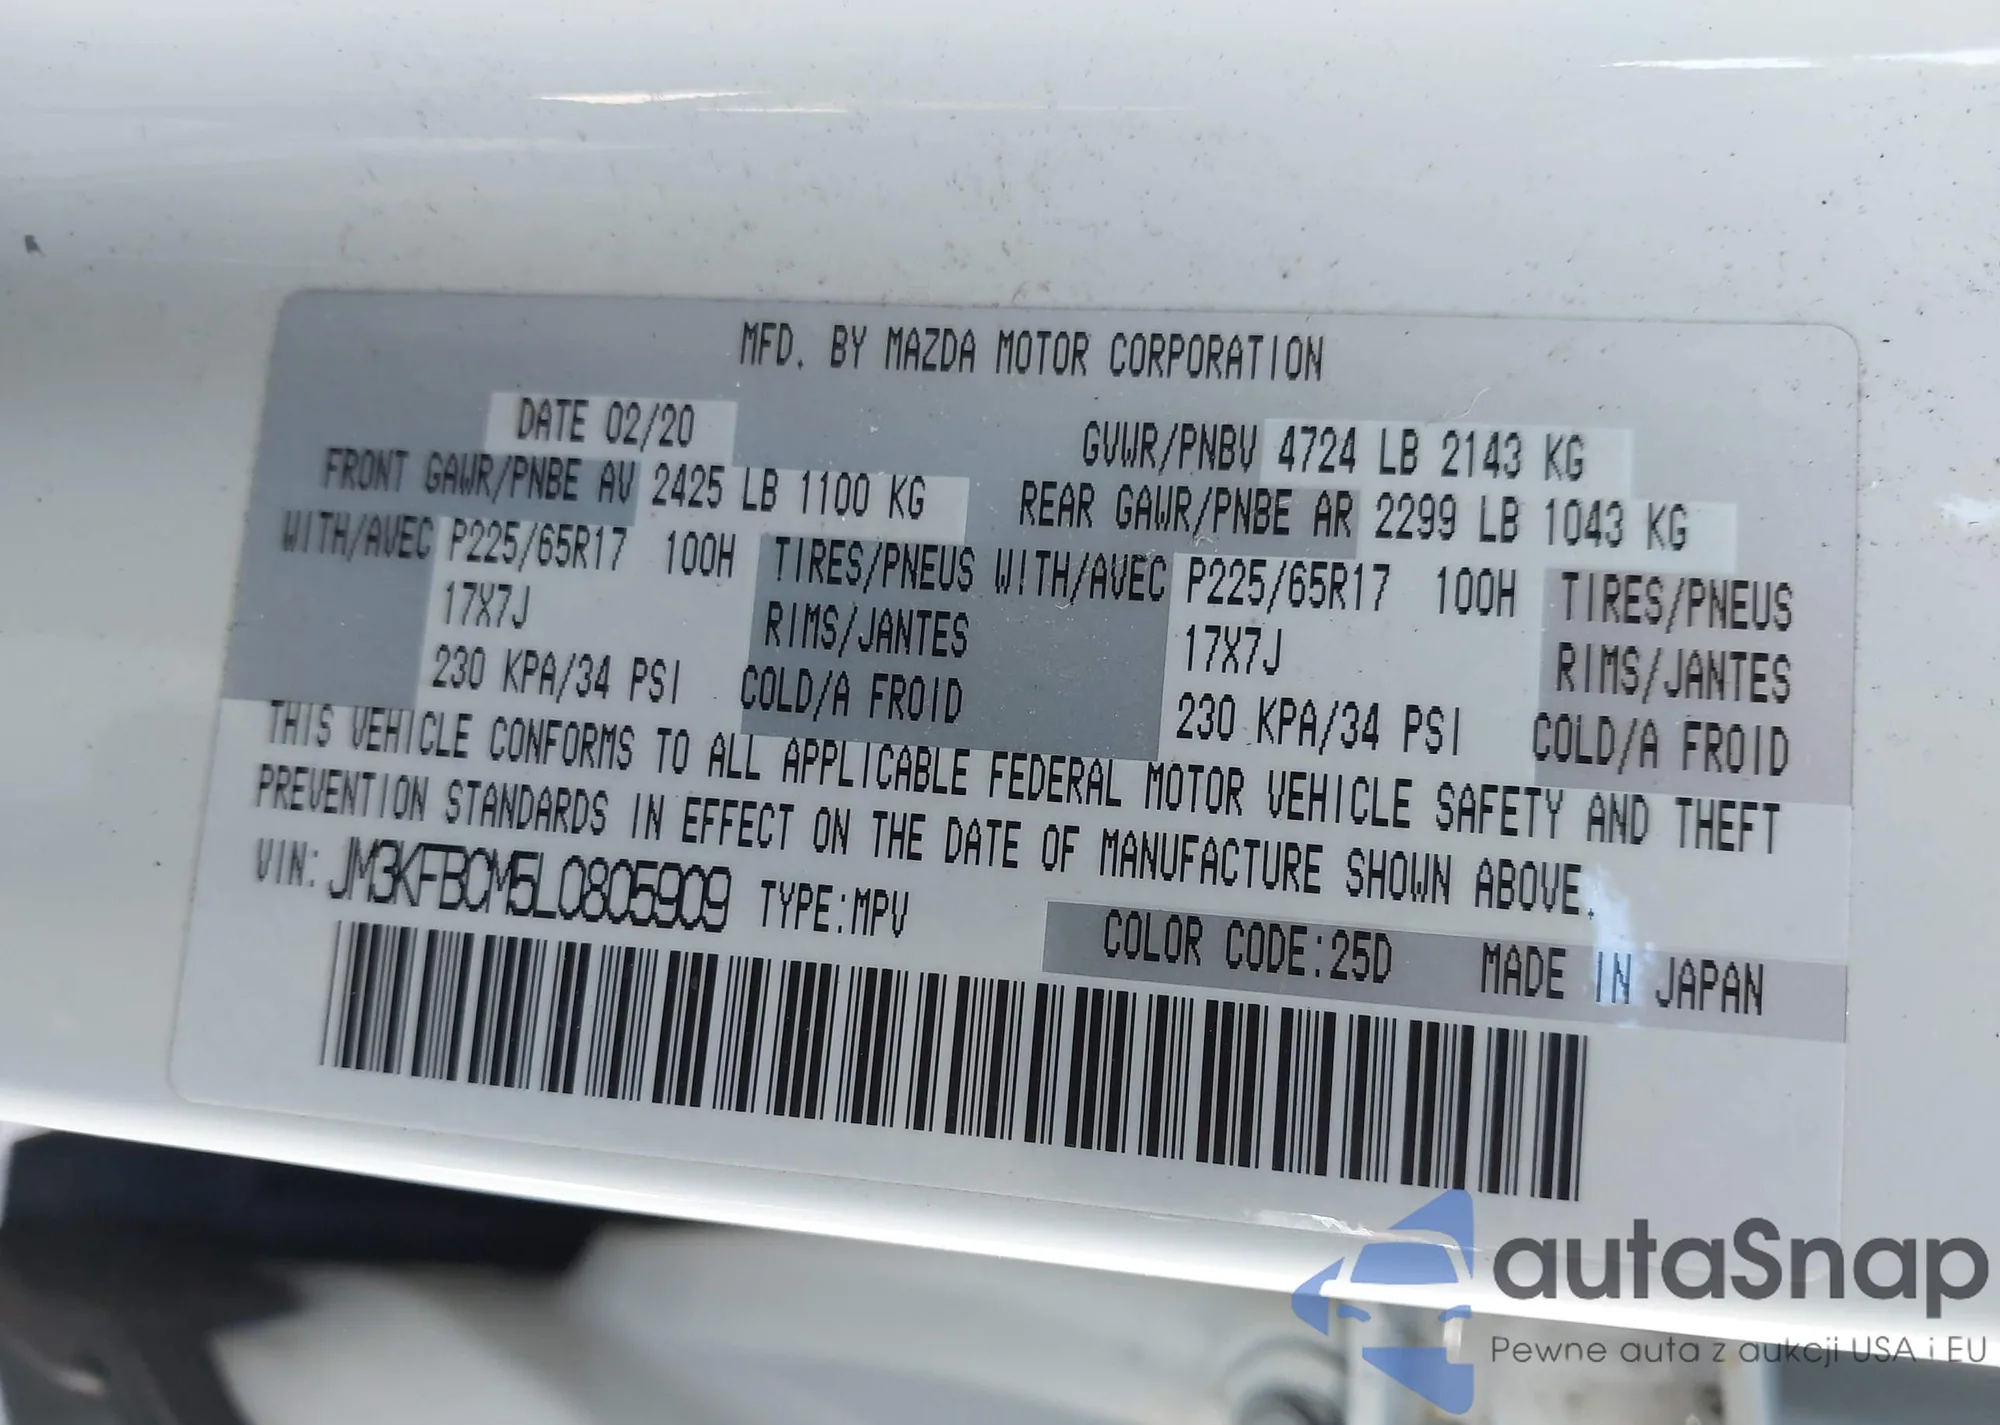 MFD. BY MAZDA MOTOR CORPORATION
DATE 02/20 GVWR/PNBV 4724 LB 2143 KG
FRONT GAWR/PNBE AV 2425 LB 1100 KG REAR GAWR/PNBE AR 2299 LB 1043 KG
WITH/AVEC P225/65R17 100H TIRES/PNEUS WITH/AVEC P225/65R17 100H TIRES/PNEUS
17X7J RIMS/JANTES 17X7J RIMS/JANTES
230 KPA/34 PSI COLD/A FROID 230 KPA/34 PSI COLD/A FROID
THIS VEHICLE CONFORMS TO ALL APPLICABLE FEDERAL MOTOR VEHICLE SAFETY AND THEFT
PREVENTION STANDARDS IN EFFECT ON THE DATE OF MANUFACTURE SHOWN ABOVE.
VIN: JM3KFBCM5L0805909 TYPE:MPV
COLOR CODE:25D MADE IN JAPAN
autaSnap
Pewne auta z aukcji USA i EU